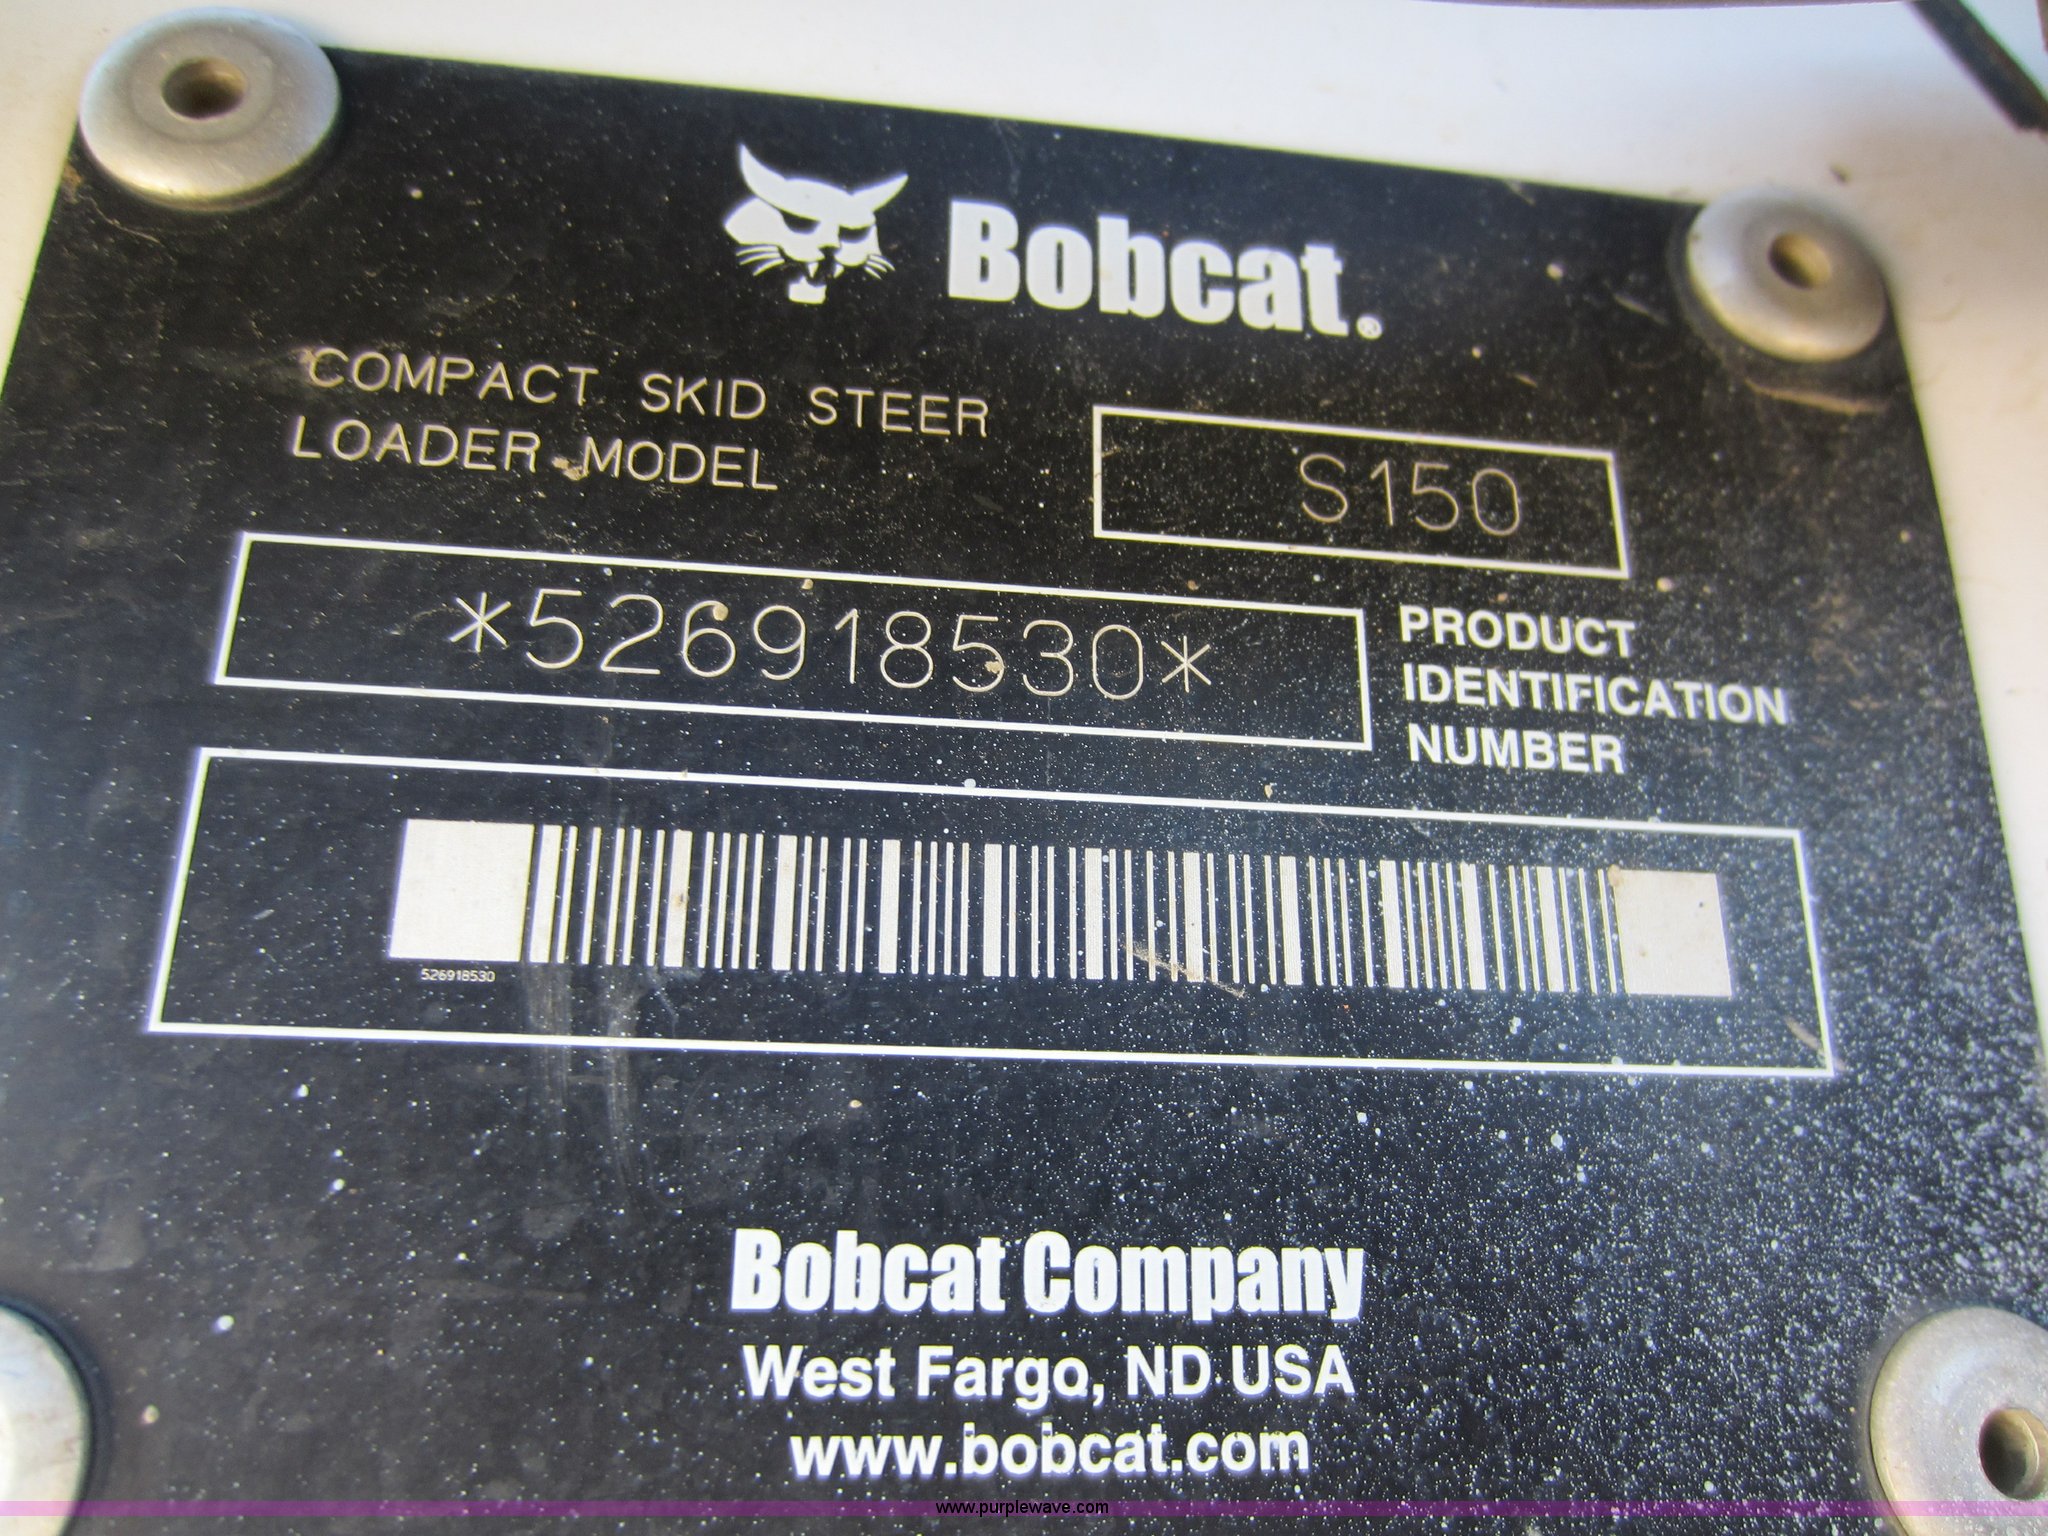 Bobcat®
COMPACT SKID STEER
LOADER MODEL
S150
*526918530*
PRODUCT
IDENTIFICATION
NUMBER
526918530
Bobcat Company
West Fargo, ND USA
www.bobcat.com
www.purplewave.com